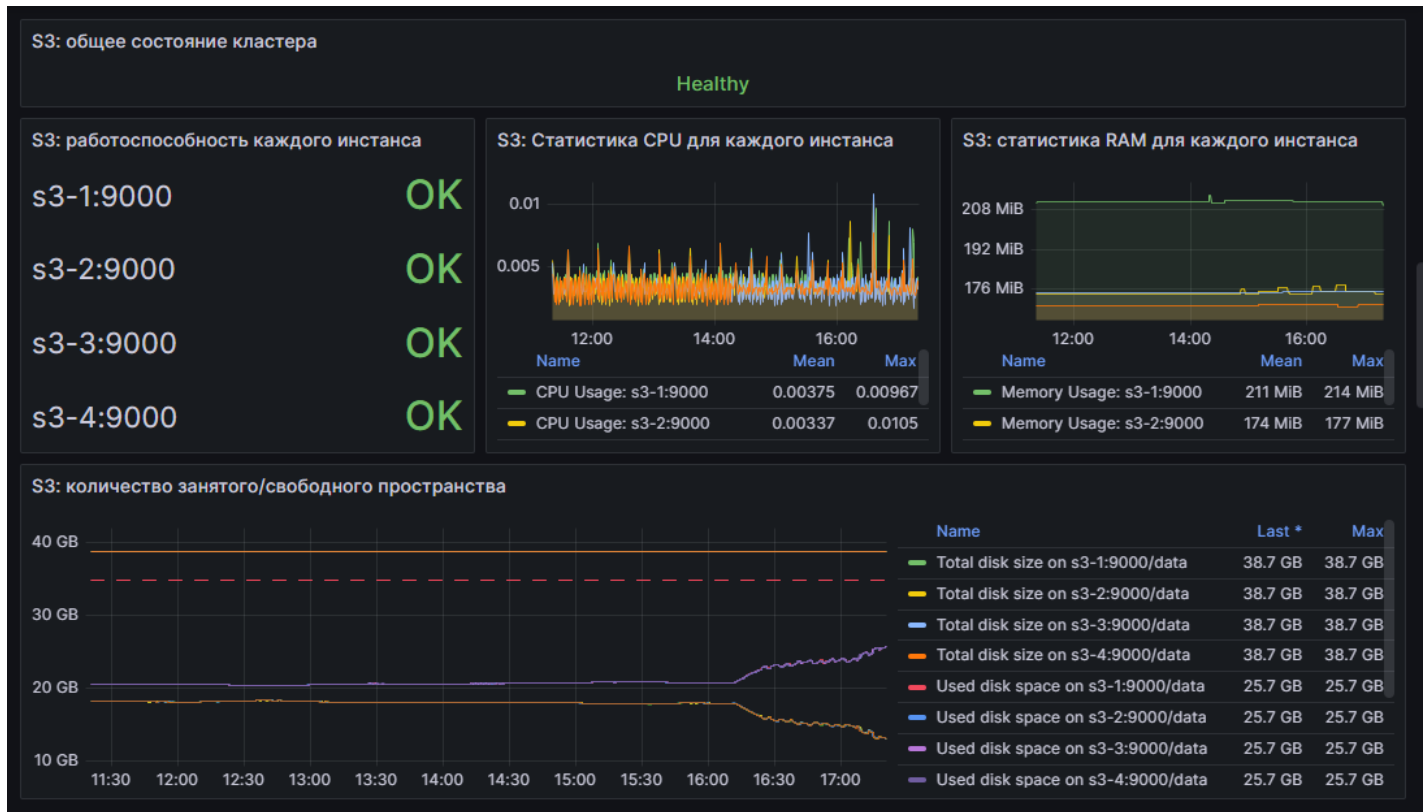 S3: общее состояние кластера
Healthy
S3: работоспособность каждого инстанса
s3-1:9000 OK
s3-2:9000 OK
s3-3:9000 OK
s3-4:9000 OK
S3: Статистика CPU для каждого инстанса
0.01
0.005
12:00 14:00 16:00
Name Mean Max
CPU Usage: s3-1:9000 0.00375 0.00967
CPU Usage: s3-2:9000 0.00337 0.0105
S3: статистика RAM для каждого инстанса
208 MiB
192 MiB
176 MiB
12:00 14:00 16:00
Name Mean Max
Memory Usage: s3-1:9000 211 MiB 214 MiB
Memory Usage: s3-2:9000 174 MiB 177 MiB
S3: количество занятого/свободного пространства
40 GB
30 GB
20 GB
10 GB
11:30 12:00 12:30 13:00 13:30 14:00 14:30 15:00 15:30 16:00 16:30 17:00
Name Last * Max
Total disk size on s3-1:9000/data 38.7 GB 38.7 GB
Total disk size on s3-2:9000/data 38.7 GB 38.7 GB
Total disk size on s3-3:9000/data 38.7 GB 38.7 GB
Total disk size on s3-4:9000/data 38.7 GB 38.7 GB
Used disk space on s3-1:9000/data 25.7 GB 25.7 GB
Used disk space on s3-2:9000/data 25.7 GB 25.7 GB
Used disk space on s3-3:9000/data 25.7 GB 25.7 GB
Used disk space on s3-4:9000/data 25.7 GB 25.7 GB